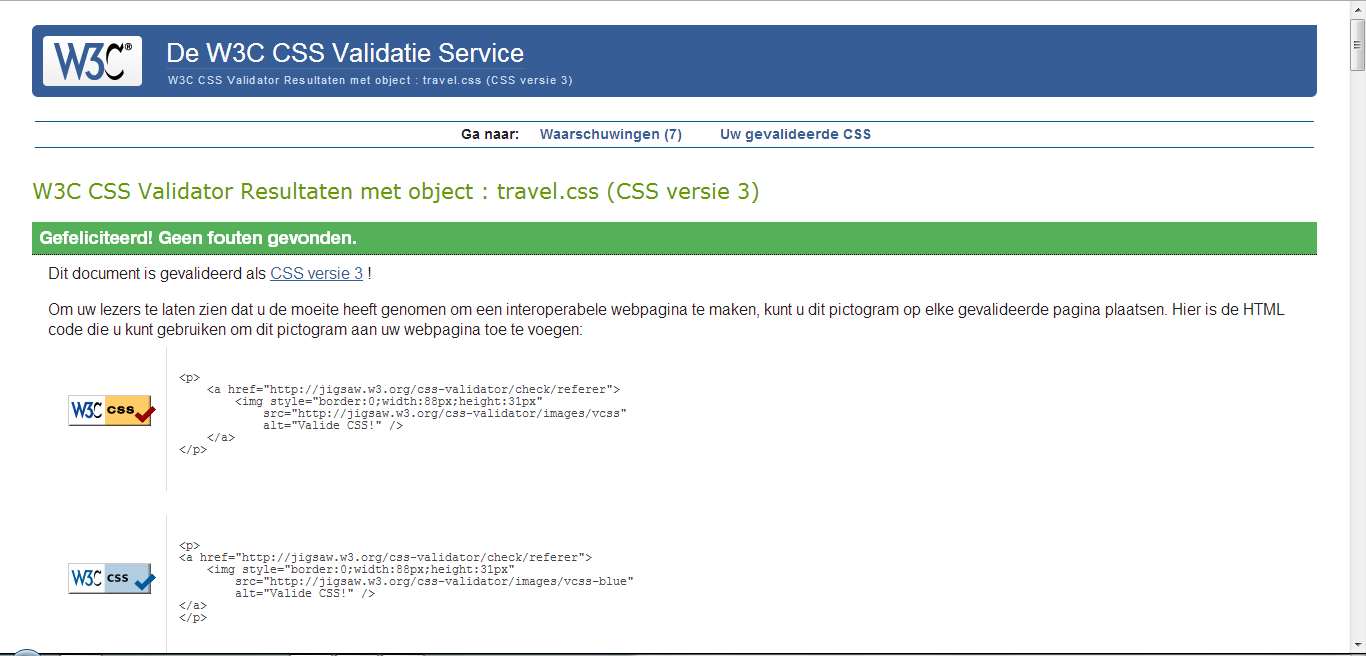 W3C®
De W3C CSS Validatie Service
W3C CSS Validator Resultaten met object : travel.css (CSS versie 3)
Ga naar: Waarschuwingen (7) Uw gevalideerde CSS
W3C CSS Validator Resultaten met object : travel.css (CSS versie 3)
Gefeliciteerd! Geen fouten gevonden.
Dit document is gevalideerd als CSS versie 3 !
Om uw lezers te laten zien dat u de moeite heeft genomen om een interoperabele webpagina te maken, kunt u dit pictogram op elke gevalideerde pagina plaatsen. Hier is de HTML
code die u kunt gebruiken om dit pictogram aan uw webpagina toe te voegen:
W3C css
<p>
<a href="http://jigsaw.w3.org/css-validator/check/referer">
<img style="border:0;width:88px;height:31px"
src="http://jigsaw.w3.org/css-validator/images/vcss"
alt="Valide CSS!" />
</a>
</p>
W3C css
<p>
<a href="http://jigsaw.w3.org/css-validator/check/referer">
<img style="border:0;width:88px;height:31px"
src="http://jigsaw.w3.org/css-validator/images/vcss-blue"
alt="Valide CSS!" />
</a>
</p>